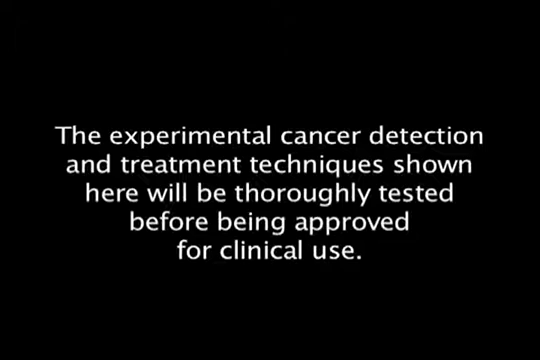 The experimental cancer detection
and treatment techniques shown
here will be thoroughly tested
before being approved
for clinical use.